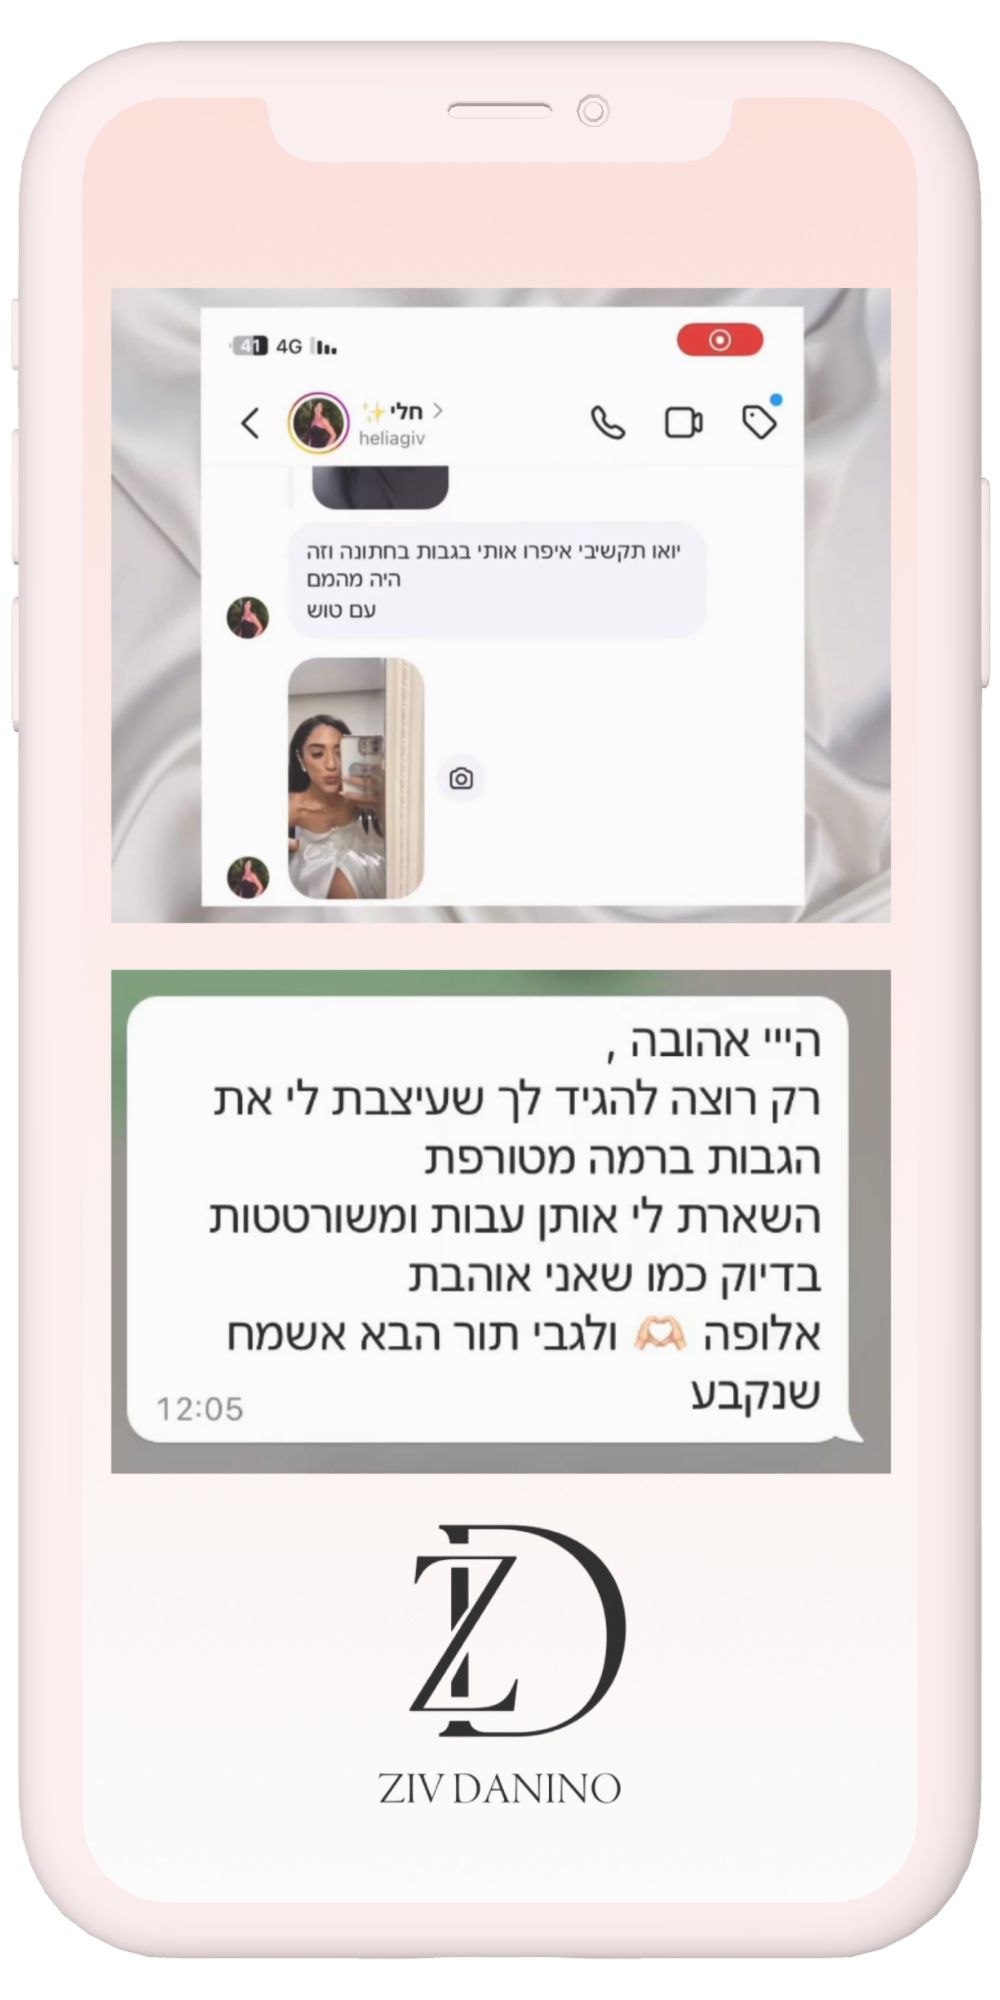 41 4G
חלי✨ >
heliagiv
יואו תקשיבי איפרו אותי בגבות בחתונה וזה
היה מהמם
עם טוש
הייי אהובה ,
רק רוצה להגיד לך שעיצבת לי את
הגבות ברמה מטורפת
השארת לי אותן עבות ומשורטטות
בדיוק כמו שאני אוהבת
אלופה 🫶🏻 ולגבי תור הבא אשמח
שנקבע
12:05
ZD
ZIV DANINO